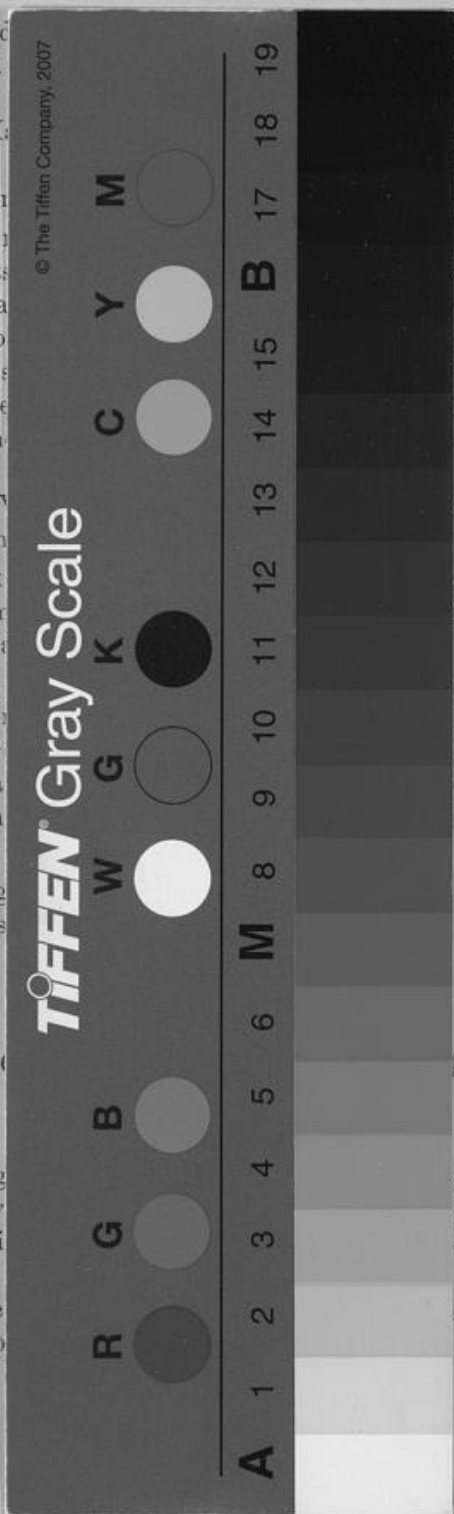 © The Tiffen Company, 2007
TIFFEN® Gray Scale
R G B W G K C Y M
A 1 2 3 4 5 6 M 8 9 10 11 12 13 14 15 B 17 18 19